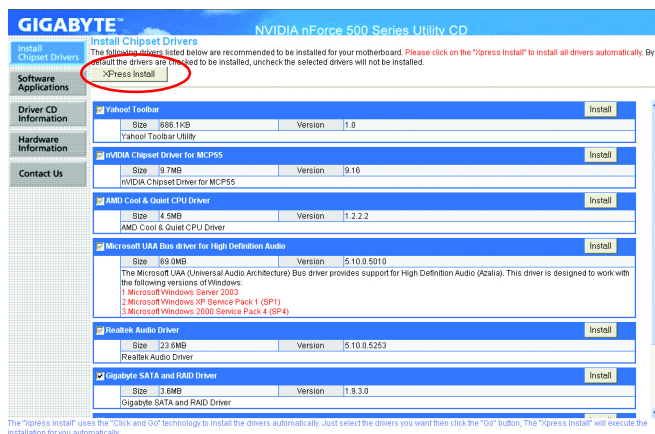 GIGABYTE™
NVIDIA nForce 500 Series Utility CD
Install
Chipset Drivers
Software
Applications
Driver CD
Information
Hardware
Information
Contact Us
Install Chipset Drivers
The following drivers listed below are recommended to be installed for your motherboard. Please click on the "Xpress Install" to install all drivers automatically. By
default the drivers are checked to be installed, uncheck the selected drivers will not be installed.
XPress Install
Yahoo! Toolbar Install
Size 686.1KB Version 1.0
Yahoo! Toolbar Utility
nVIDIA Chipset Driver for MCP55 Install
Size 9.7MB Version 9.16
nVIDIA Chipset Driver for MCP55
AMD Cool & Quiet CPU Driver Install
Size 4.5MB Version 1.2.2.2
AMD Cool & Quiet CPU Driver
Microsoft UAA Bus driver for High Definition Audio Install
Size 69.0MB Version 5.10.0.5010
The Microsoft UAA (Universal Audio Architecture) Bus driver provides support for High Definition Audio (Azalia). This driver is designed to work with
the following versions of Windows:
1.Microsoft Windows Server 2003
2.Microsoft Windows XP Service Pack 1 (SP1)
3.Microsoft Windows 2000 Service Pack 4 (SP4)
Realtek Audio Driver Install
Size 23.6MB Version 5.10.0.5253
Realtek Audio Driver
Gigabyte SATA and RAID Driver Install
Size 3.6MB Version 1.9.3.0
Gigabyte SATA and RAID Driver
The "Xpress Install" uses the "Click and Go" technology to install the drivers automatically. Just select the drivers you want then click the "Go" button, The "Xpress Install" will execute the
installation for you automatically.